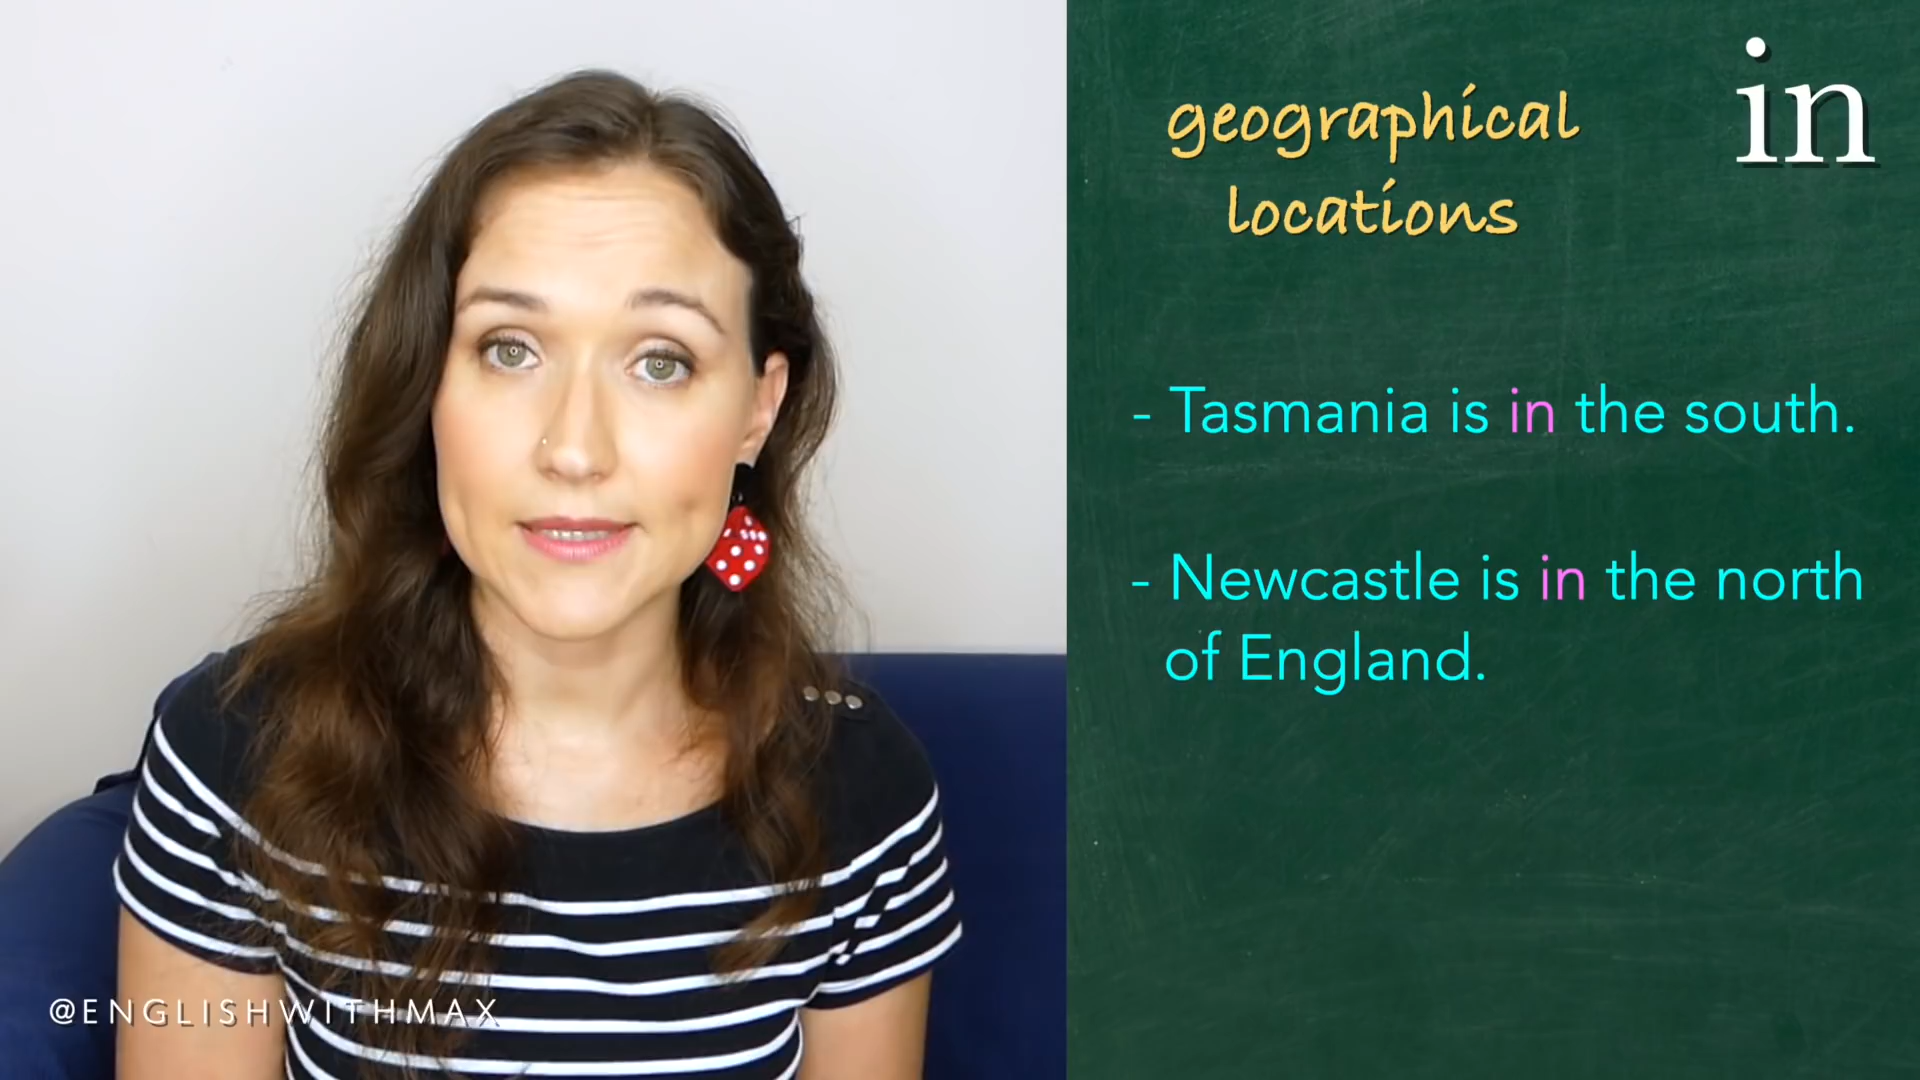 in
geographical
locations
- Tasmania is in the south.
- Newcastle is in the north
of England.
@ENGLISHWITHMAX